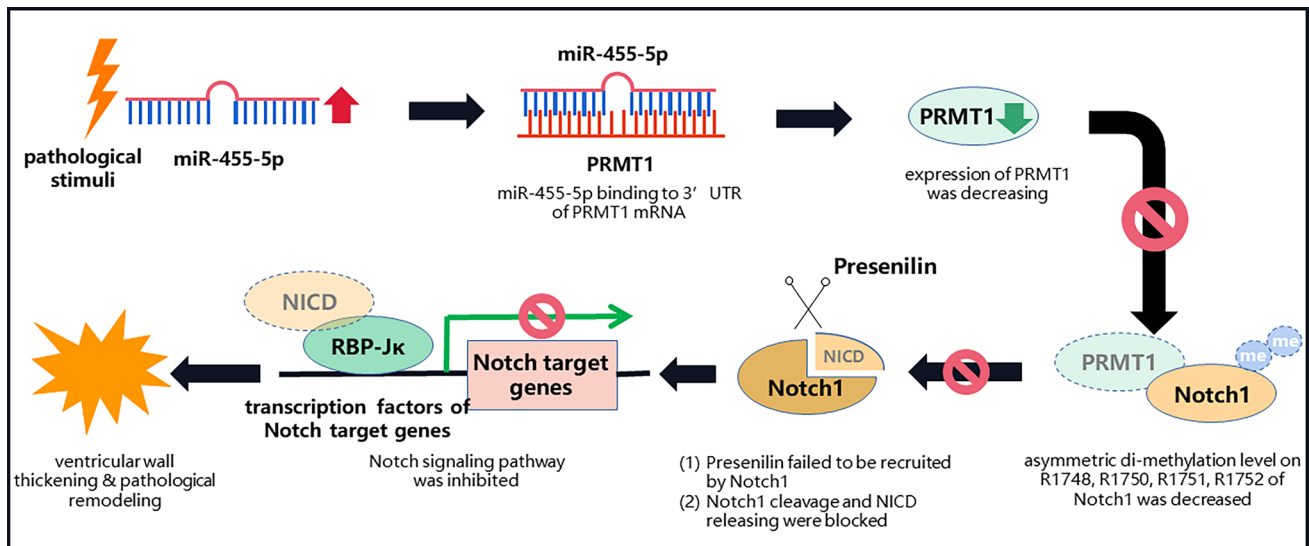 pathological
stimuli
miR-455-5p
miR-455-5p
PRMT1
miR-455-5p binding to 3' UTR
of PRMT1 mRNA
PRMT1
expression of PRMT1
was decreasing
PRMT1
Notch1
me
me
asymmetric di-methylation level on
R1748, R1750, R1751, R1752 of
Notch1 was decreased
Presenilin
NICD
Notch1
(1) Presenilin failed to be recruited
by Notch1
(2) Notch1 cleavage and NICD
releasing were blocked
NICD
RBP-Jκ
Notch target
genes
transcription factors of
Notch target genes
Notch signaling pathway
was inhibited
ventricular wall
thickening & pathological
remodeling